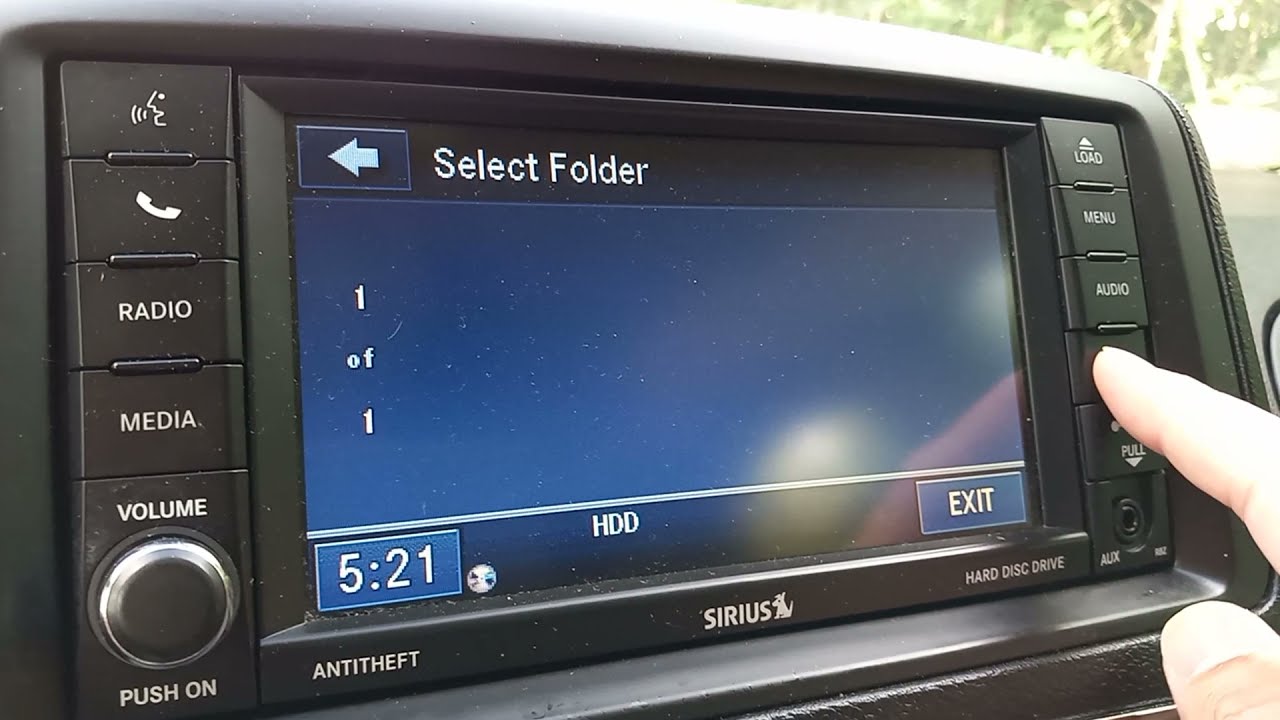 Select Folder
1
of
1
HDD
EXIT
5:21
RADIO
MEDIA
VOLUME
PUSH ON
ANTITHEFT
SIRIUS
HARD DISC DRIVE
LOAD
MENU
AUDIO
PULL
AUX
RBZ